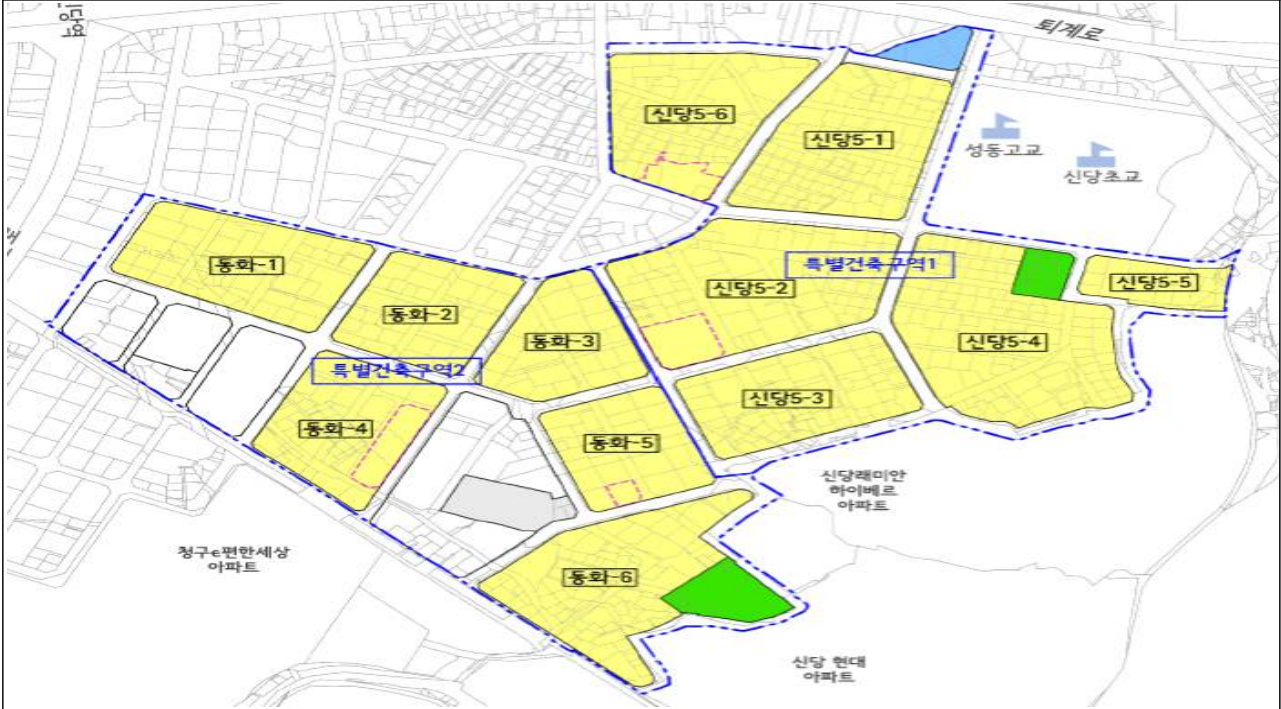 신당역
퇴계로
신당5-6
신당5-1
성동고교
신당초교
동화-1
특별건축구역1
신당5-2
신당5-5
동화-2
동화-3
신당5-4
특별건축구역2
신당5-3
동화-4
동화-5
신당래미안
하이베르
아파트
청구e편한세상
아파트
동화-6
신당 현대
아파트